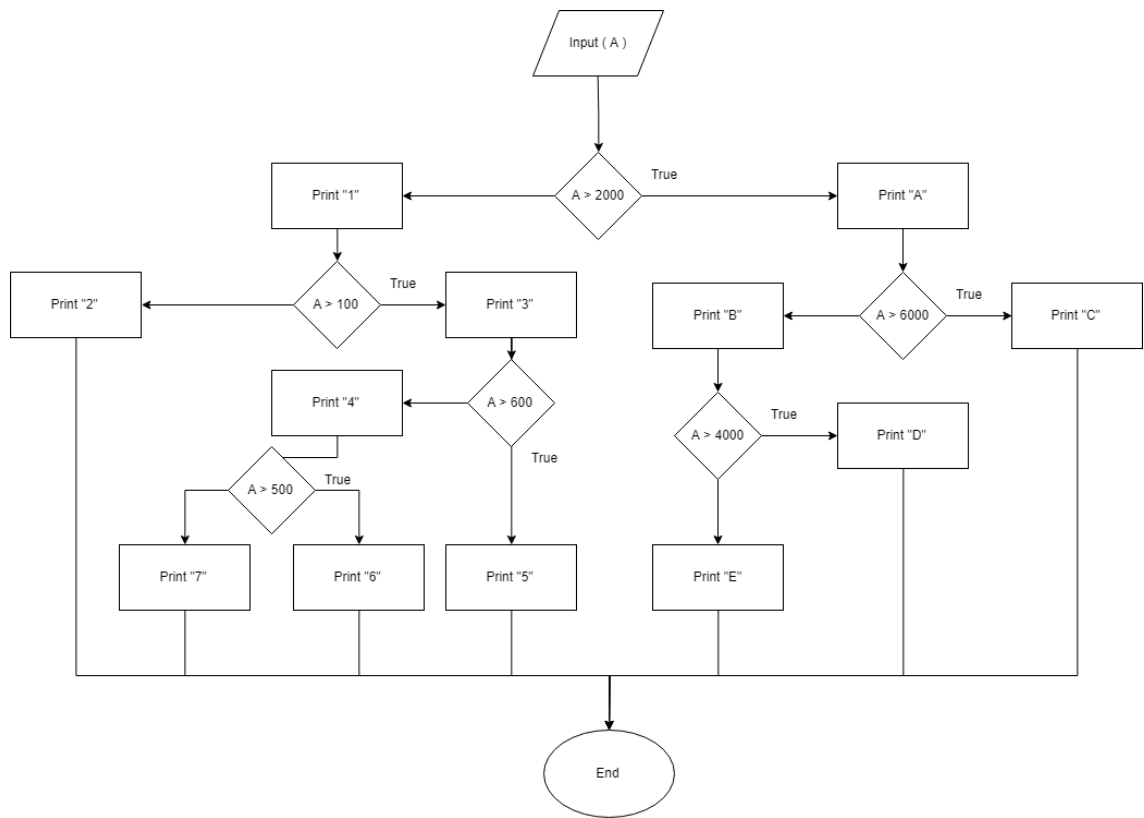 Input ( A )
Print "1"
A > 2000
True
Print "A"
Print "2"
A > 100
True
Print "3"
Print "B"
A > 6000
True
Print "C"
Print "4"
A > 600
True
A > 4000
True
Print "D"
A > 500
True
Print "7"
Print "6"
Print "5"
Print "E"
End